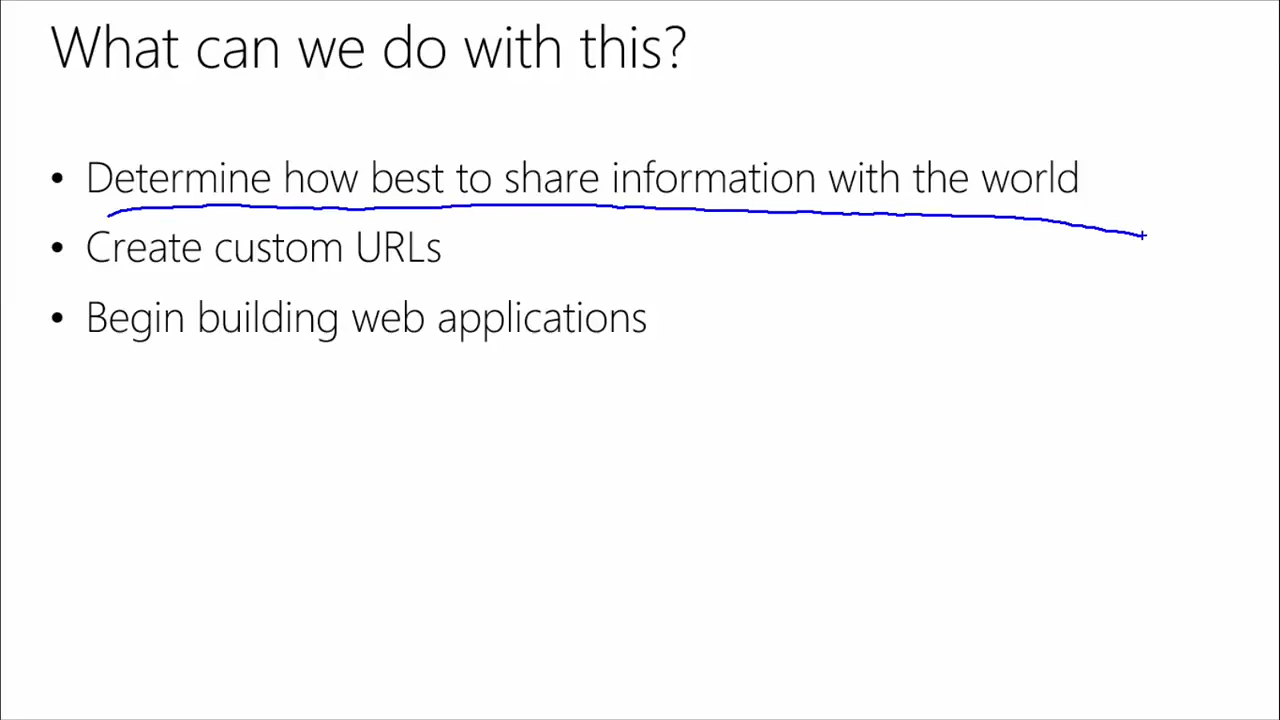 What can we do with this?
• Determine how best to share information with the world
• Create custom URLs
• Begin building web applications